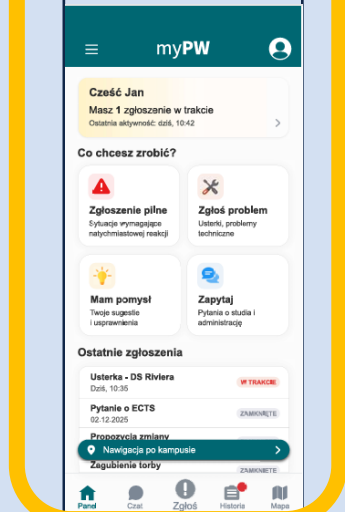 myPW
Cześć Jan
Masz 1 zgłoszenie w trakcie
Ostatnia aktywność: dziś, 10:42
Co chcesz zrobić?
Zgłoszenie pilne
Sytuacje wymagające
natychmiastowej reakcji
Zgłoś problem
Usterki, problemy
techniczne
Mam pomysł
Twoje sugestie
i usprawnienia
Zapytaj
Pytania o studia i
administrację
Ostatnie zgłoszenia
Usterka - DS Riviera
Dziś, 10:35
W TRAKCIE
Pytanie o ECTS
02-12-2025
ZAMKNIĘTE
Propozycja zmiany
Nawigacja po kampusie
Zagubienie torby
ZAMKNIĘTE
Panel
Czat
Zgłoś
Historia
Mapa